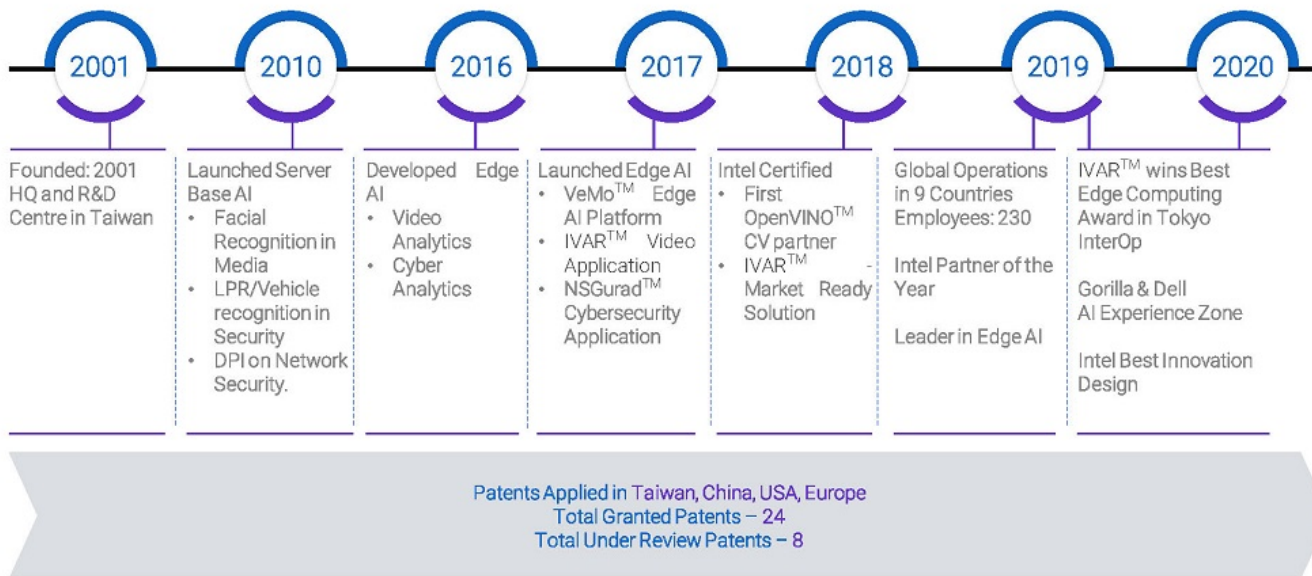 2001
Founded: 2001
HQ and R&D
Centre in Taiwan
2010
Launched Server
Base AI
• Facial
Recognition in
Media
• LPR/Vehicle
recognition in
Security
• DPI on Network
Security.
2016
Developed Edge
AI
• Video
Analytics
• Cyber
Analytics
2017
Launched Edge AI
• VeMo™ Edge
AI Platform
• IVAR™ Video
Application
• NSGurad™
Cybersecurity
Application
2018
Intel Certified
• First
OpenVINO™
CV partner
• IVAR™ -
Market Ready
Solution
2019
Global Operations
in 9 Countries
Employees: 230
Intel Partner of the
Year
Leader in Edge AI
2020
IVAR™ wins Best
Edge Computing
Award in Tokyo
InterOp
Gorilla & Dell
AI Experience Zone
Intel Best Innovation
Design
Patents Applied in Taiwan, China, USA, Europe
Total Granted Patents – 24
Total Under Review Patents – 8